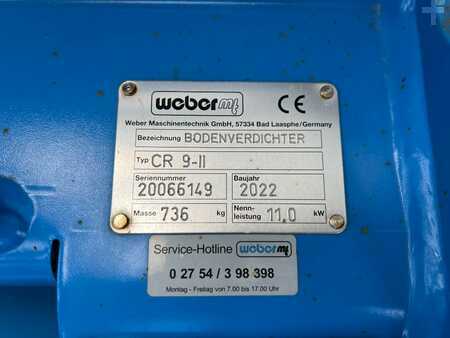 weber mt
CE
Weber Maschinentechnik GmbH, 57334 Bad Laasphe/Germany
Bezeichnung BODENVERDICHTER
Typ CR 9-II
Seriennummer Baujahr
20066149 2022
Masse 736 kg Nenn-leistung 11.0 kW
Service-Hotline weber mt
0 27 54 / 3 98 398
Montag - Freitag von 7.00 bis 17.00 Uhr